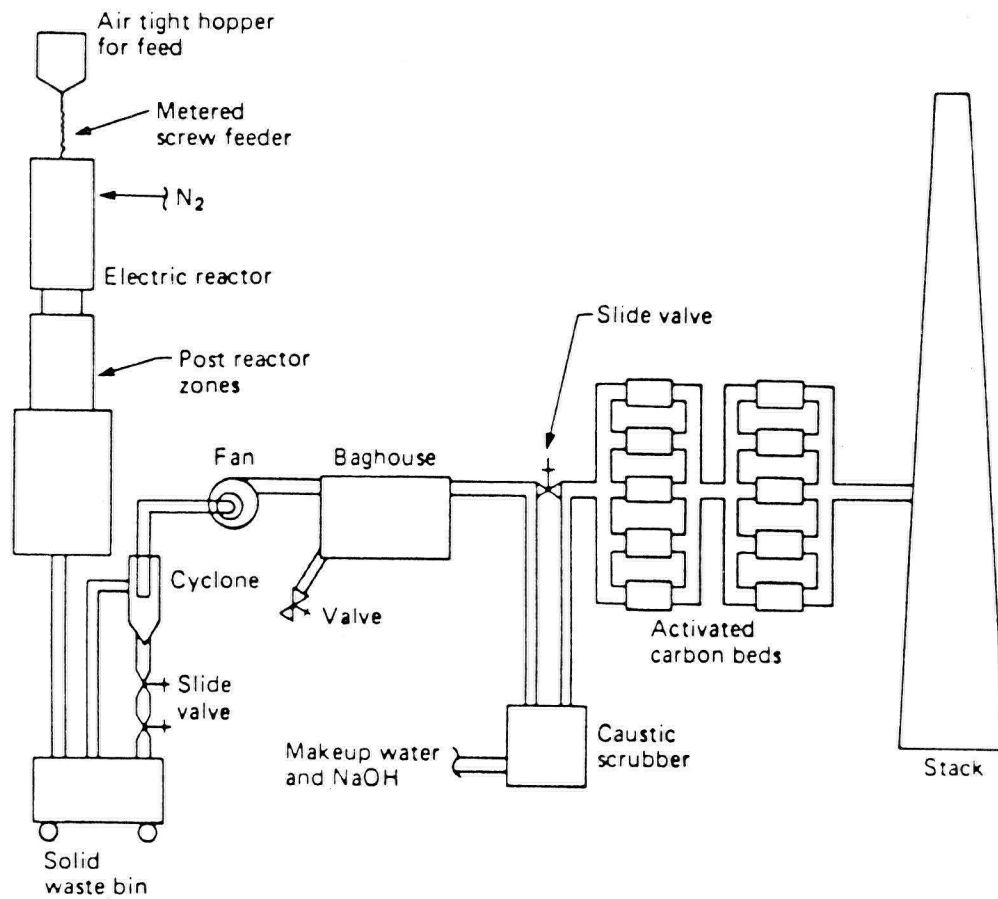 Air tight hopper
for feed
Metered
screw feeder
N₂
Electric reactor
Post reactor
zones
Slide valve
Fan
Baghouse
Cyclone
Valve
Activated
carbon beds
Slide
valve
Makeup water
and NaOH
Caustic
scrubber
Stack
Solid
waste bin